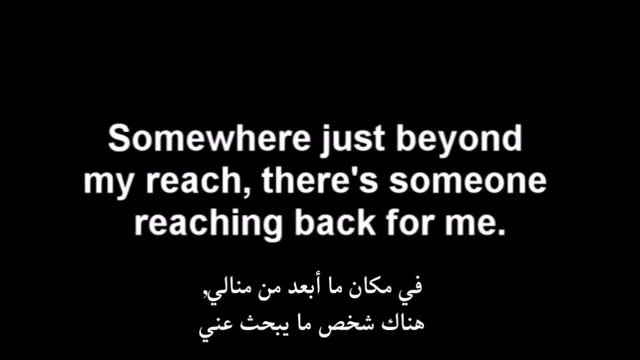 Somewhere just beyond
my reach, there's someone
reaching back for me.
في مكان ما أبعد من منالي,
هناك شخص ما يبحث عني